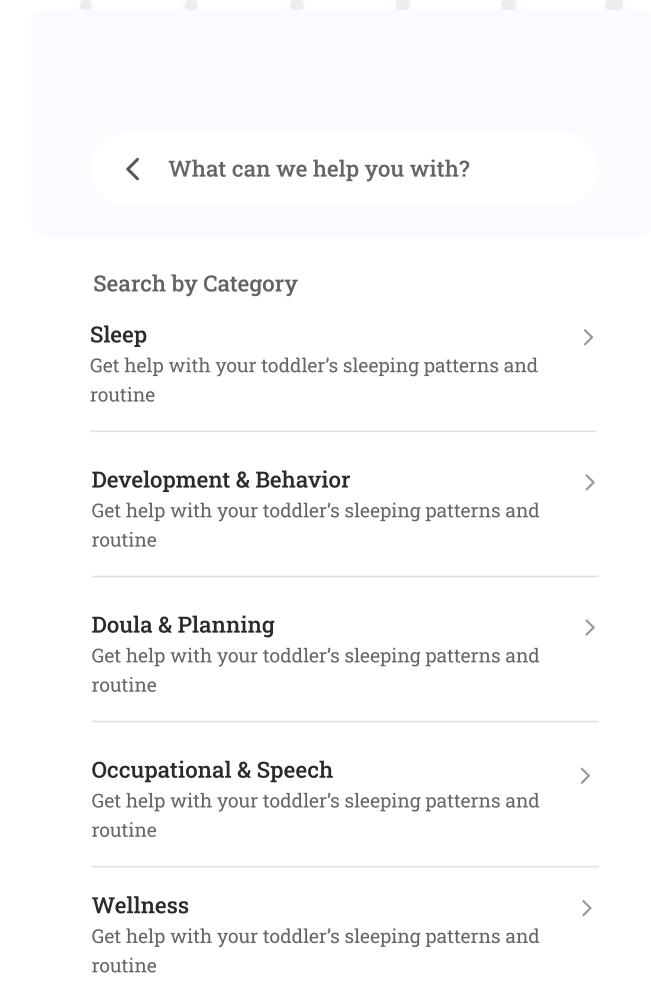 What can we help you with?
Search by Category
Sleep
Get help with your toddler’s sleeping patterns and
routine
Development & Behavior
Get help with your toddler’s sleeping patterns and
routine
Doula & Planning
Get help with your toddler’s sleeping patterns and
routine
Occupational & Speech
Get help with your toddler’s sleeping patterns and
routine
Wellness
Get help with your toddler’s sleeping patterns and
routine